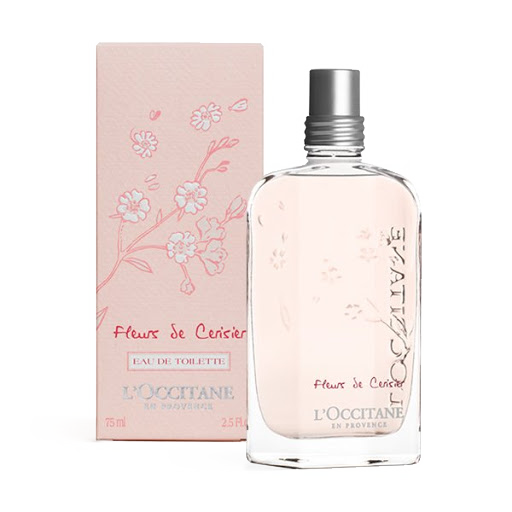 Fleurs de Cerisier
EAU DE TOILETTE
L'OCCITANE
EN PROVENCE
75 ml
2.5 Fl.
Fleurs de Cerisier
L'OCCITANE
EN PROVENCE
L'OCCITANE